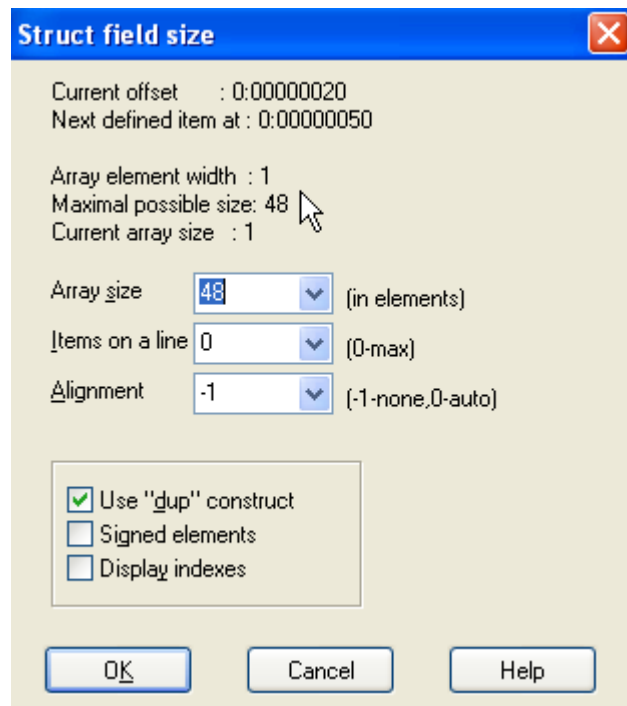 Struct field size
Current offset : 0:00000020
Next defined item at : 0:00000050
Array element width : 1
Maximal possible size: 48
Current array size : 1
Array size 48 (in elements)
Items on a line 0 (0-max)
Alignment -1 (-1-none,0-auto)
Use "dup" construct
Signed elements
Display indexes
OK Cancel Help